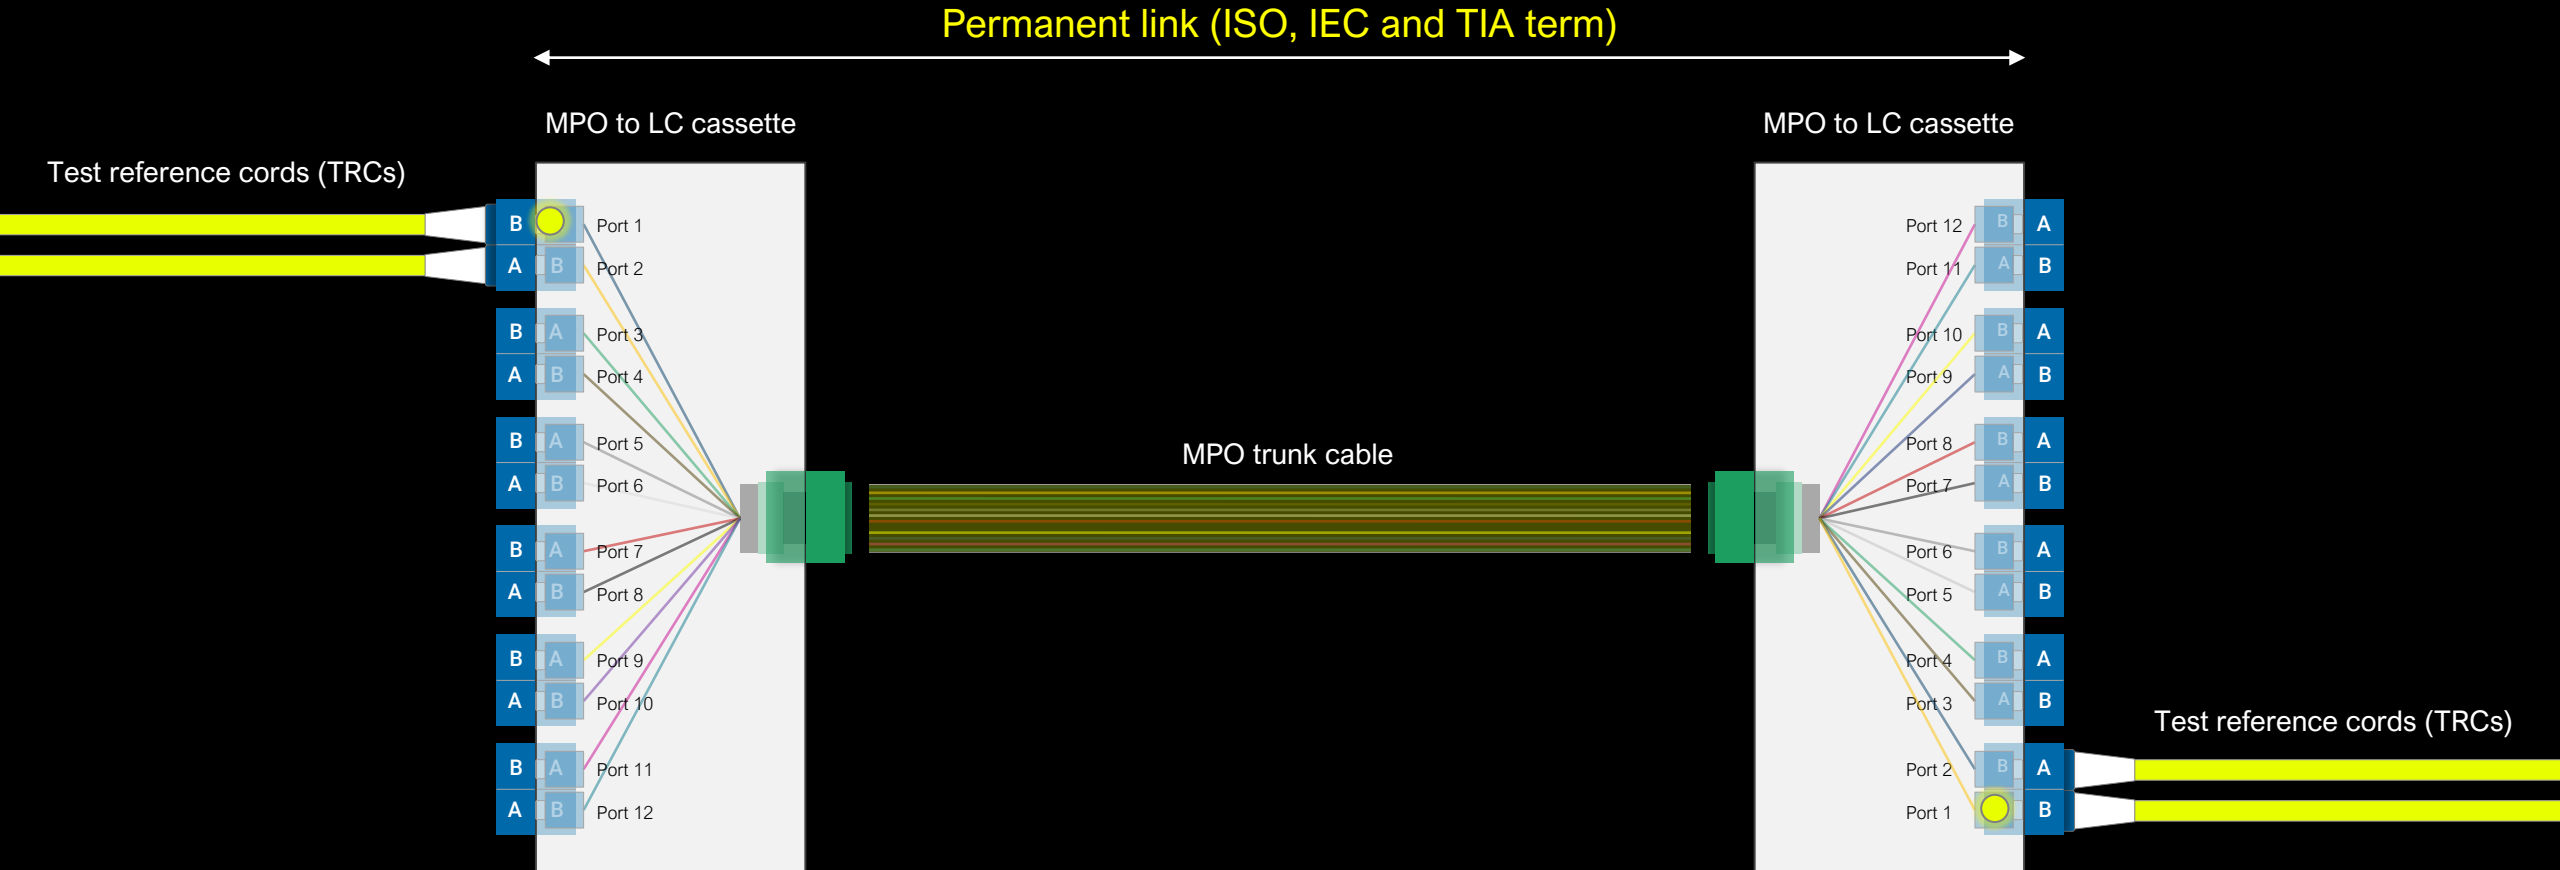 Permanent link (ISO, IEC and TIA term)
MPO to LC cassette
MPO to LC cassette
Test reference cords (TRCs)
B Port 1
A B Port 2
B A Port 3
A B Port 4
B A Port 5
A B Port 6
B A Port 7
A B Port 8
B A Port 9
A B Port 10
B A Port 11
A B Port 12
MPO trunk cable
Port 12 B A
Port 11 A B
Port 10 B A
Port 9 A B
Port 8 B A
Port 7 A B
Port 6 B A
Port 5 A B
Port 4 B A
Port 3 A B
Port 2 B A
Port 1 B
Test reference cords (TRCs)